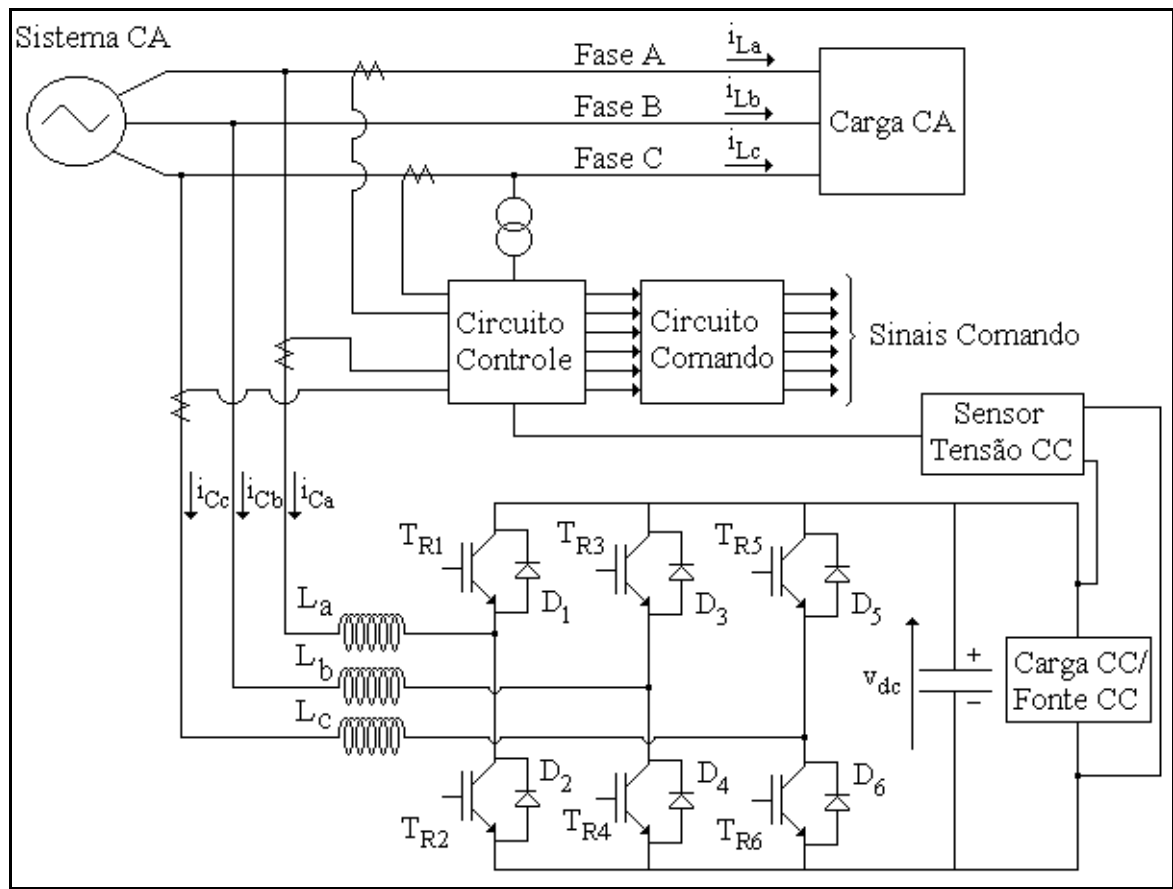 Sistema CA
Fase A
iLa
Fase B
iLb
Fase C
iLc
Carga CA
Circuito
Controle
Circuito
Comando
Sinais Comando
Sensor
Tensão CC
iCc
iCb
iCa
TR1
D1
TR3
D3
TR5
D5
La
Lb
Lc
vdc
+
−
Carga CC/
Fonte CC
TR2
D2
TR4
D4
TR6
D6